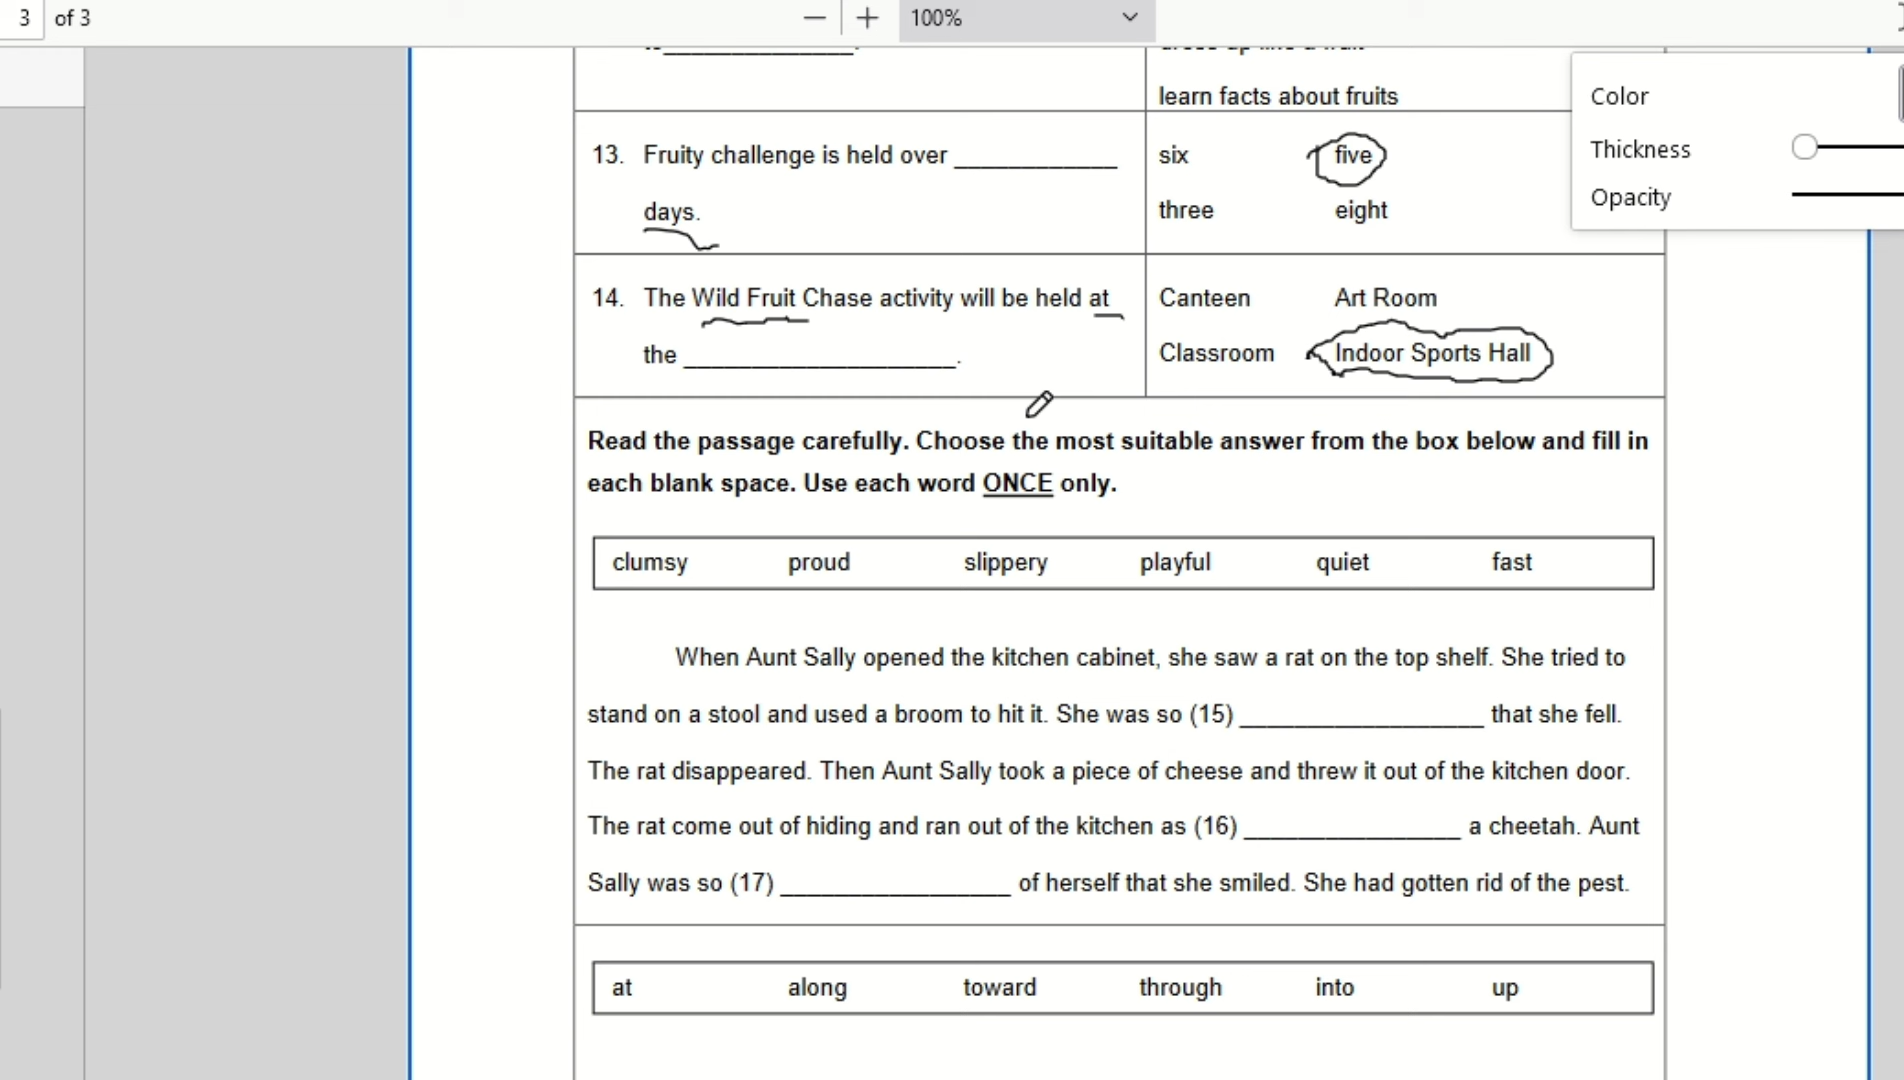 3 of 3 100%
learn facts about fruits
Color
Thickness
Opacity
13. Fruity challenge is held over ____________ six five
days. three eight
14. The Wild Fruit Chase activity will be held at Canteen Art Room
the ____________________. Classroom Indoor Sports Hall
Read the passage carefully. Choose the most suitable answer from the box below and fill in
each blank space. Use each word ONCE only.
clumsy proud slippery playful quiet fast
When Aunt Sally opened the kitchen cabinet, she saw a rat on the top shelf. She tried to
stand on a stool and used a broom to hit it. She was so (15) __________________ that she fell.
The rat disappeared. Then Aunt Sally took a piece of cheese and threw it out of the kitchen door.
The rat come out of hiding and ran out of the kitchen as (16) ________________ a cheetah. Aunt
Sally was so (17) _________________ of herself that she smiled. She had gotten rid of the pest.
at along toward through into up